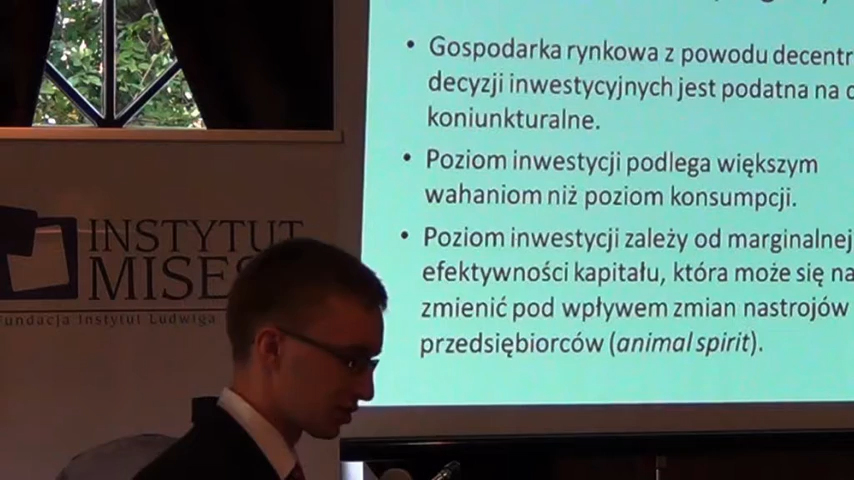 Gospodarka rynkowa z powodu
decyzji inwestycyjnych jest podatna na
koniunkturalne.
Poziom inwestycji podlega większym
wahaniom niż poziom konsumpcji.
Poziom inwestycji zależy od marginalnej
efektywności kapitału, która może się
zmienić pod wpływem zmian nastrojów
przedsiębiorców (animal spirit).
INSTYTUT
MISES
Fundacja Instytut Ludwiga